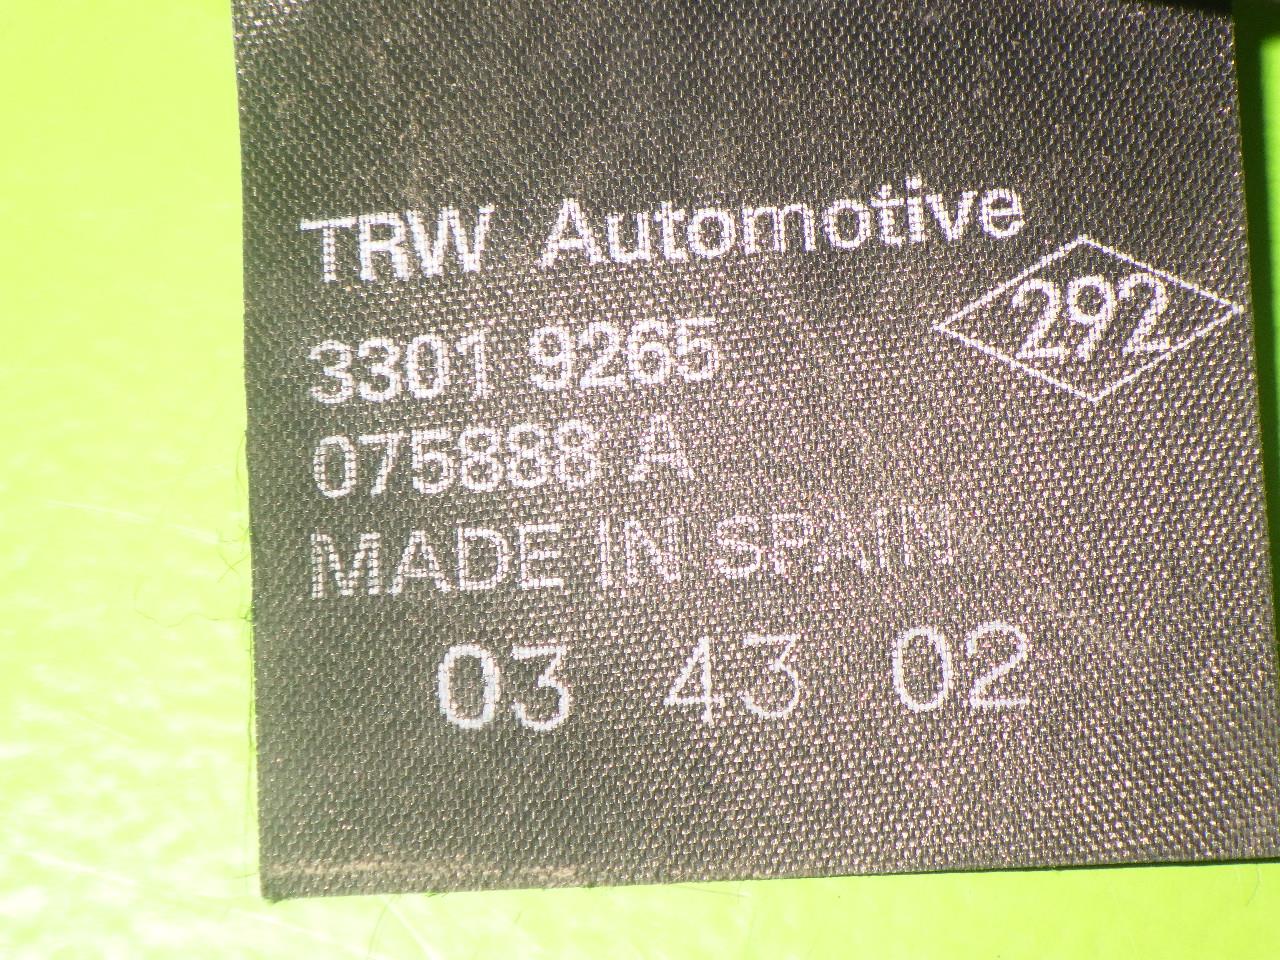 TRW Automotive
292
3301 9265
075888 A
MADE IN SPAIN
03 43 02